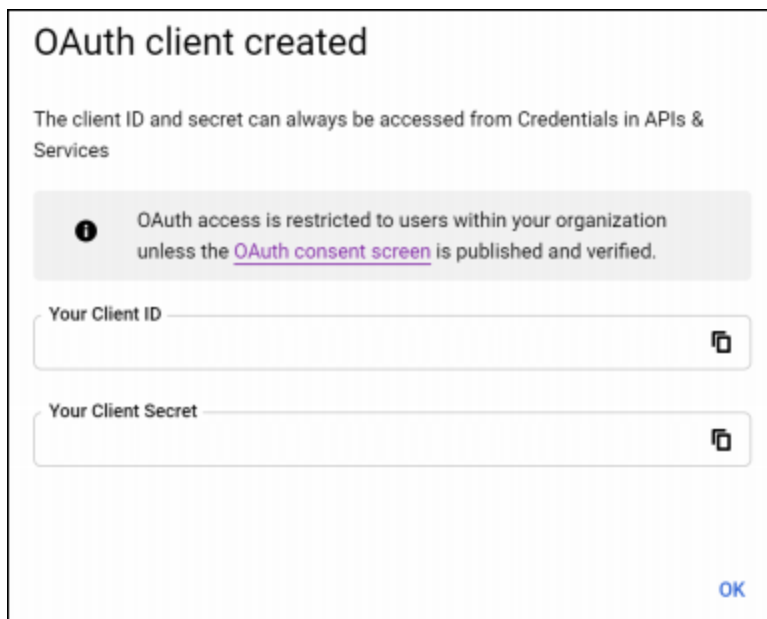 OAuth client created
The client ID and secret can always be accessed from Credentials in APIs &
Services
OAuth access is restricted to users within your organization
unless the OAuth consent screen is published and verified.
Your Client ID
Your Client Secret
OK